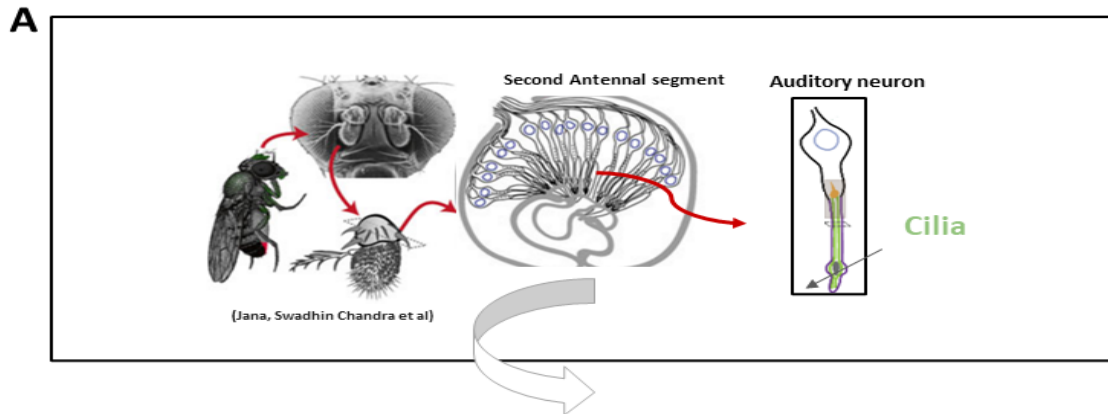 A
Second Antennal segment
Auditory neuron
Cilia
(Jana, Swadhin Chandra et al)